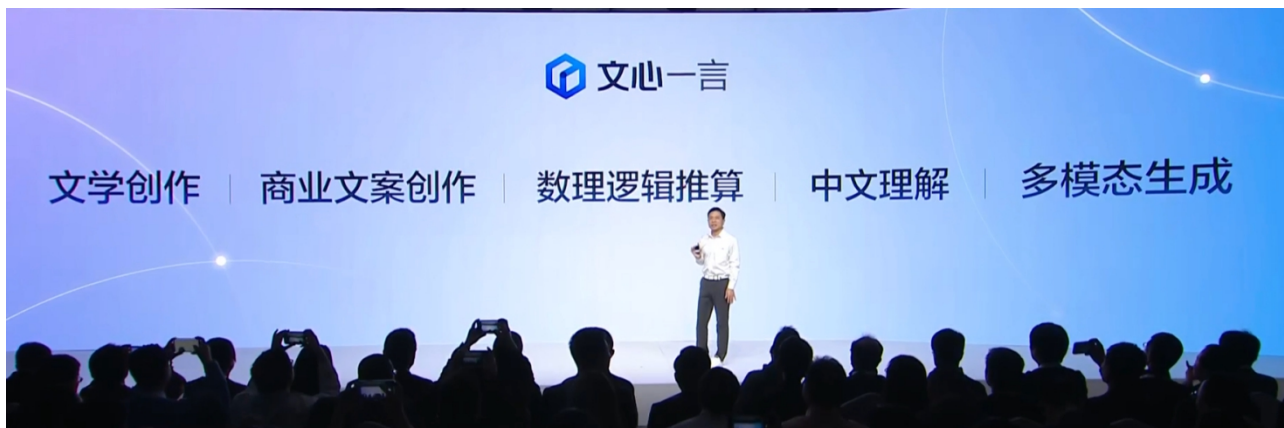 文心一言
文学创作 | 商业文案创作 | 数理逻辑推算 | 中文理解 | 多模态生成